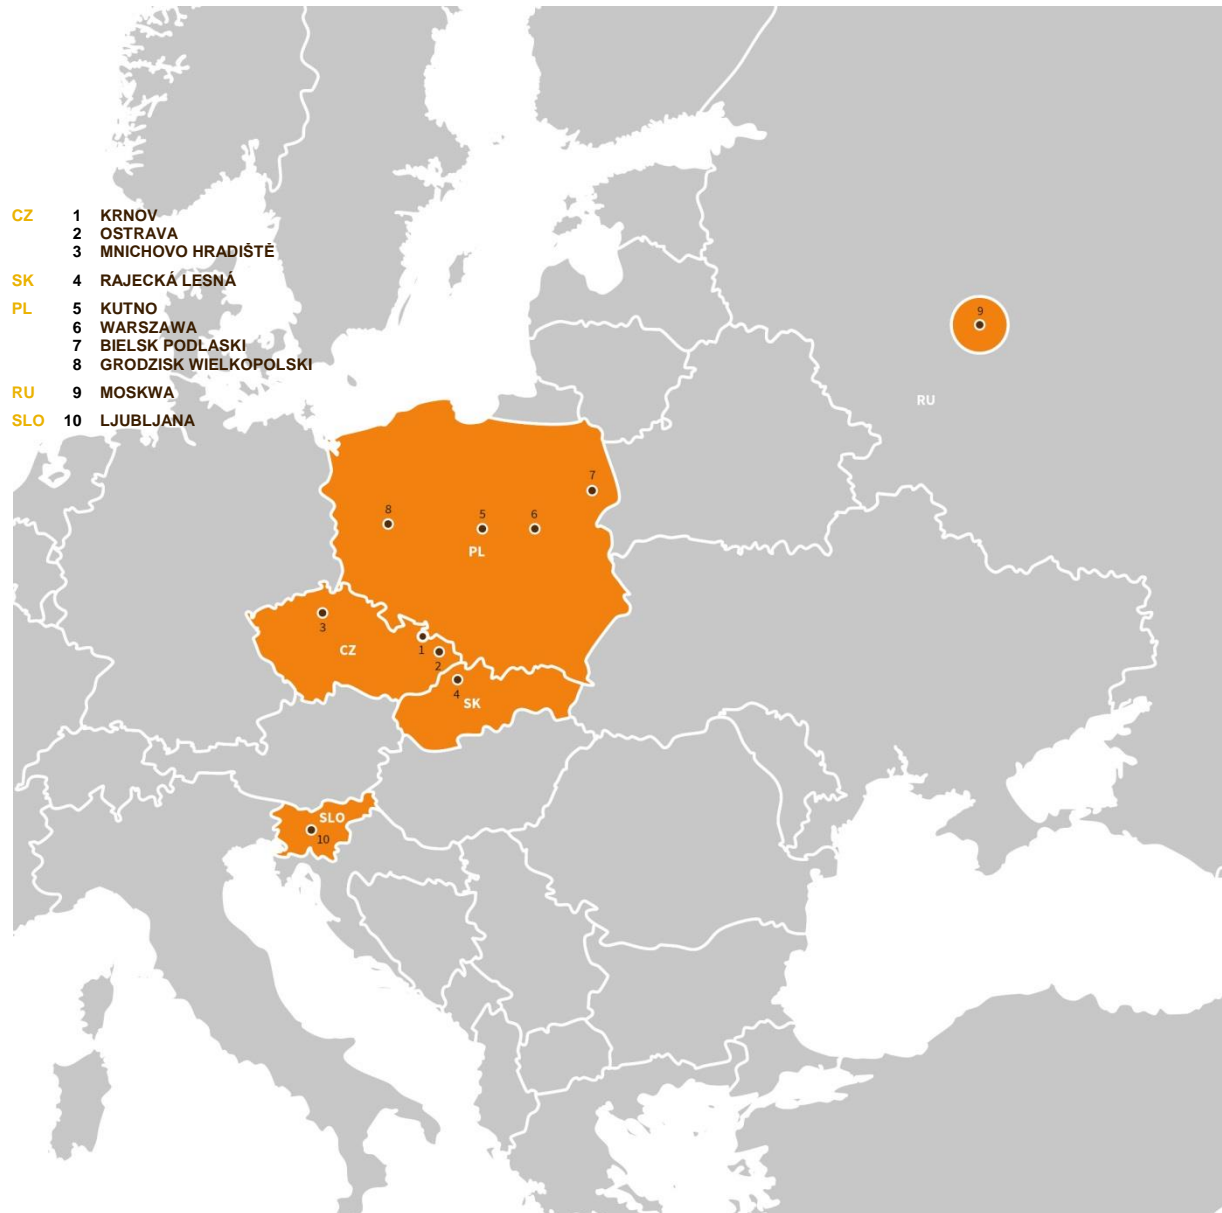 CZ 1 KRNOV
2 OSTRAVA
3 MNICHOVO HRADIŠTĚ
SK 4 RAJECKÁ LESNÁ
PL 5 KUTNO
6 WARSZAWA
7 BIELSK PODLASKI
8 GRODZISK WIELKOPOLSKI
RU 9 MOSKWA
SLO 10 LJUBLJANA
9
RU
7
8
5
6
PL
3
1
CZ
2
4
SK
SLO
10